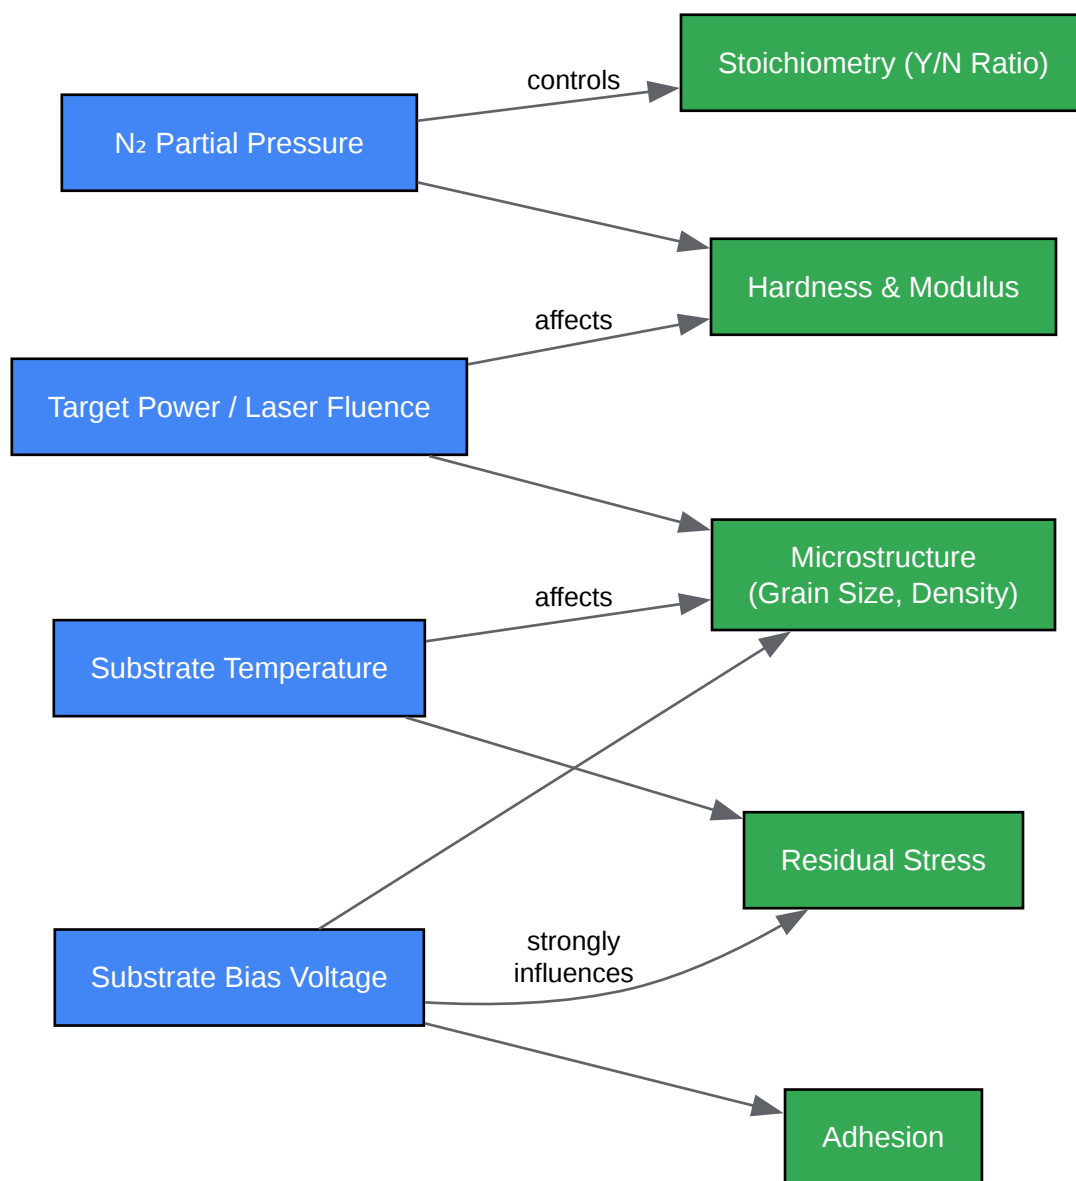 Stoichiometry (Y/N Ratio)
controls
N₂ Partial Pressure
Hardness & Modulus
affects
Target Power / Laser Fluence
Microstructure
(Grain Size, Density)
affects
Substrate Temperature
Residual Stress
strongly
influences
Substrate Bias Voltage
Adhesion